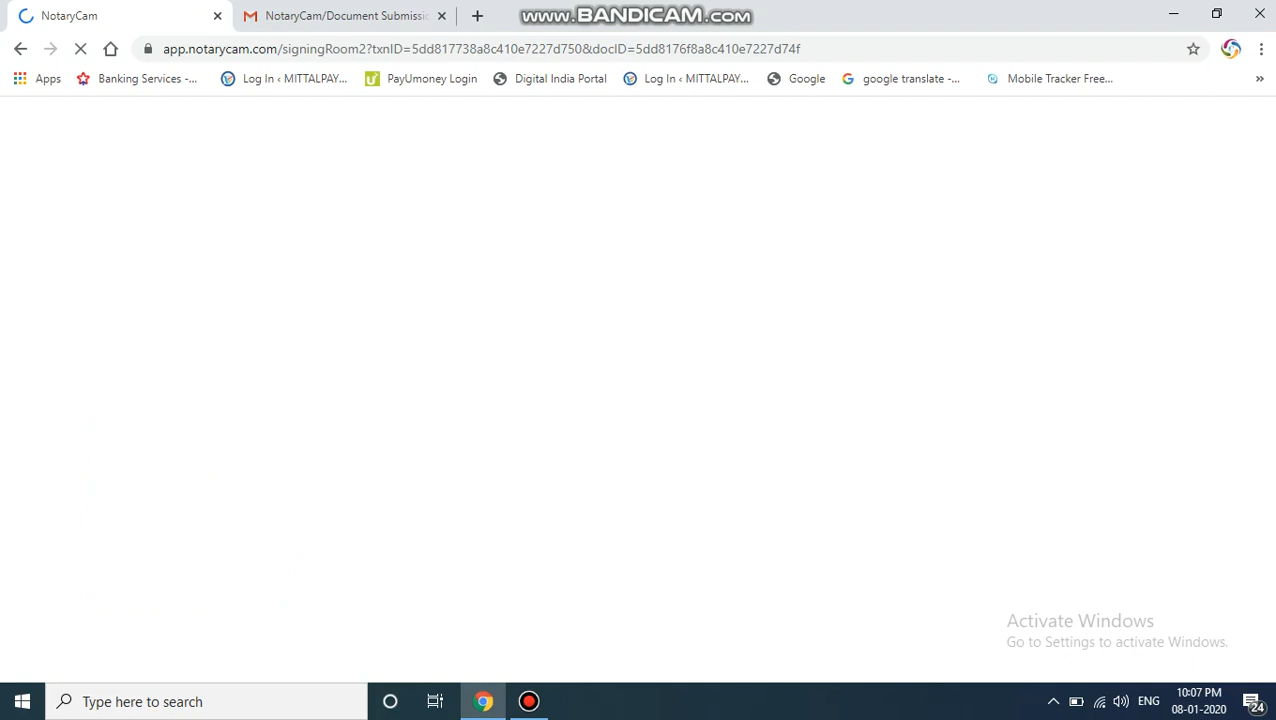 NotaryCam
NotaryCam/Document Submissic
www.BANDICAM.com
app.notarycam.com/signingRoom2?txnID=5dd817738a8c410e7227d750&docID=5dd8176f8a8c410e7227d74f
Apps
Banking Services -...
Log In ‹ MITTALPAY...
PayUmoney Login
Digital India Portal
Log In ‹ MITTALPAY...
Google
google translate -...
Mobile Tracker Free...
»
Activate Windows
Go to Settings to activate Windows.
Type here to search
ENG
10:07 PM
08-01-2020
24